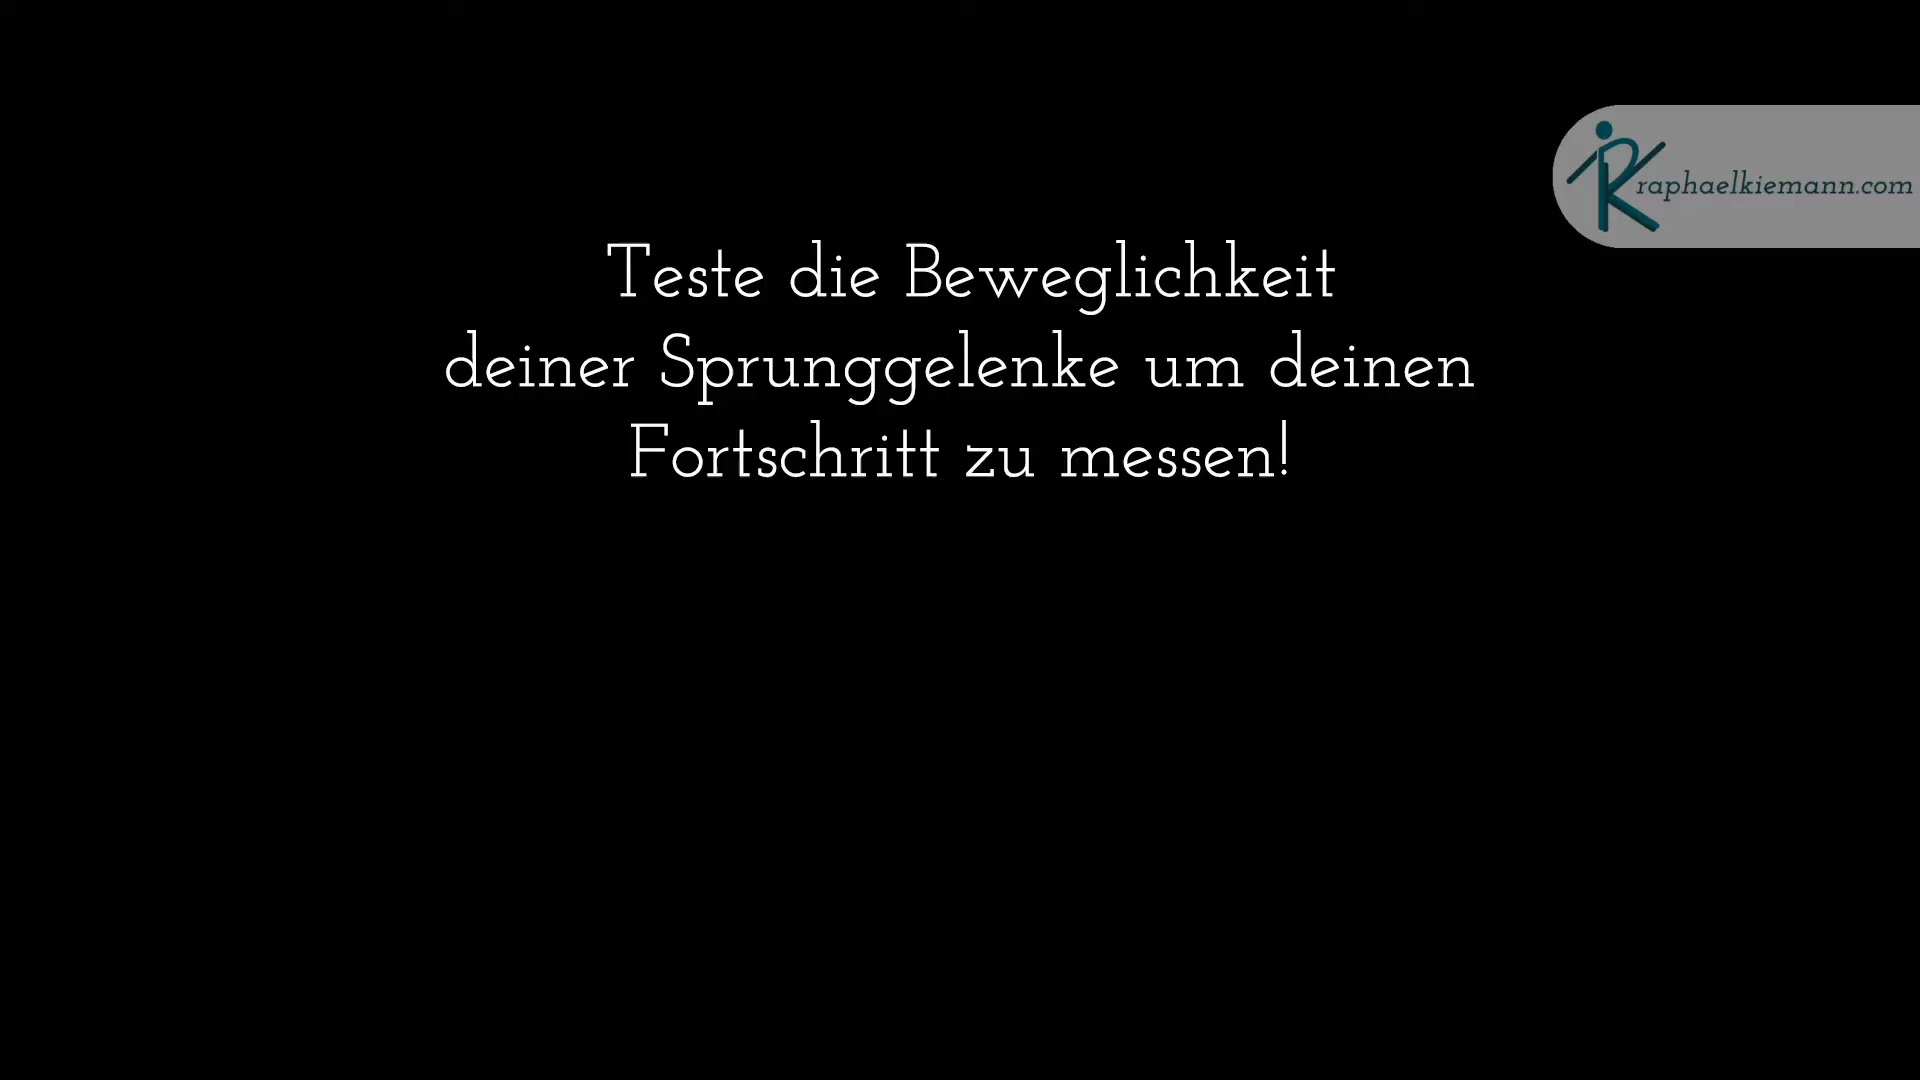 raphaelkiemann.com
Teste die Beweglichkeit
deiner Sprunggelenke um deinen
Fortschritt zu messen!